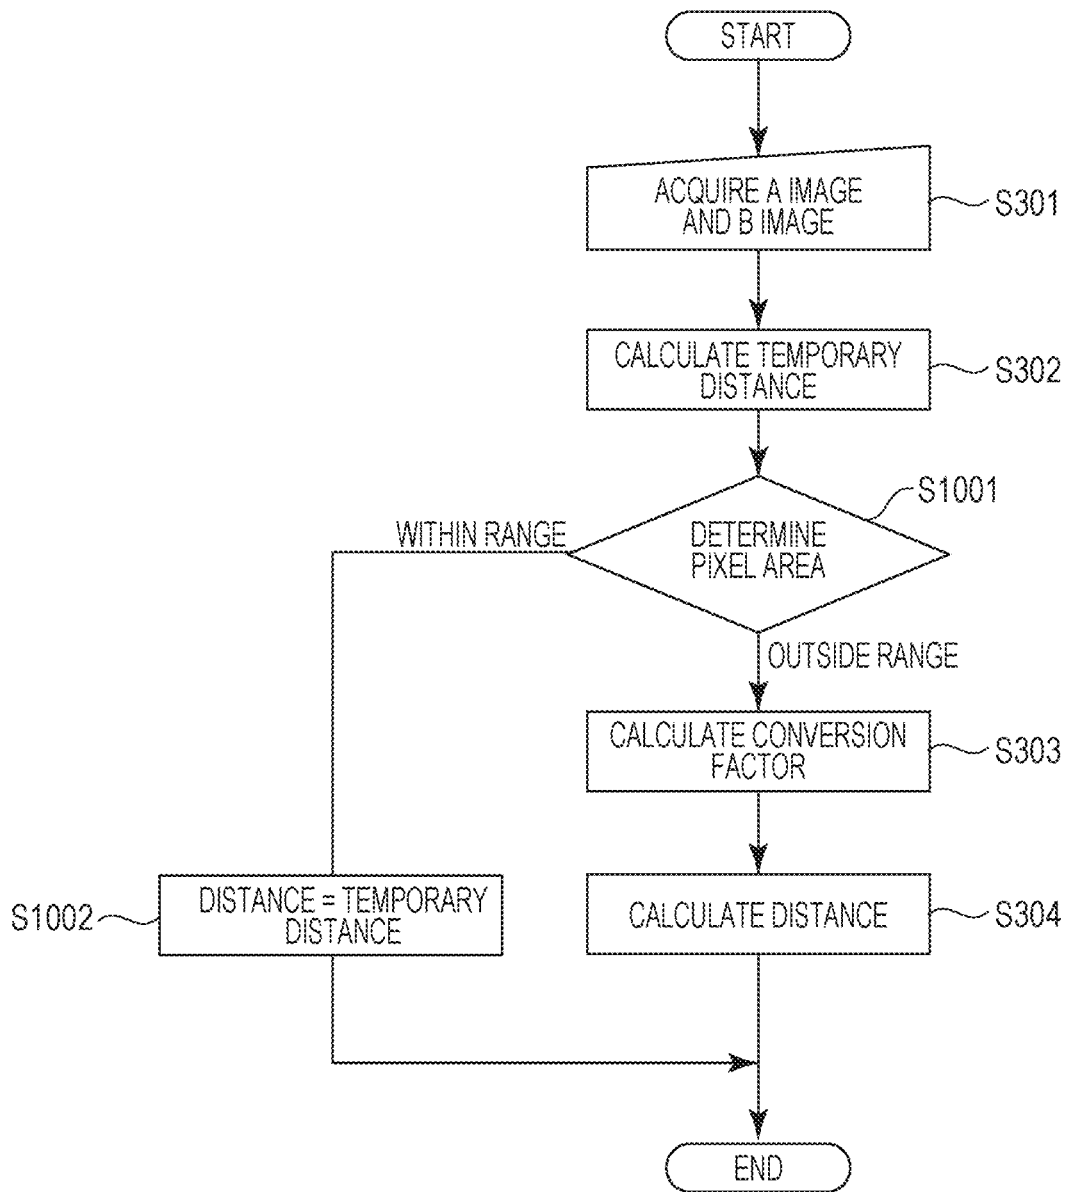 START
ACQUIRE A IMAGE
AND B IMAGE
S301
CALCULATE TEMPORARY
DISTANCE
S302
S1001
WITHIN RANGE
DETERMINE
PIXEL AREA
OUTSIDE RANGE
CALCULATE CONVERSION
FACTOR
S303
S1002
DISTANCE = TEMPORARY
DISTANCE
CALCULATE DISTANCE
S304
END